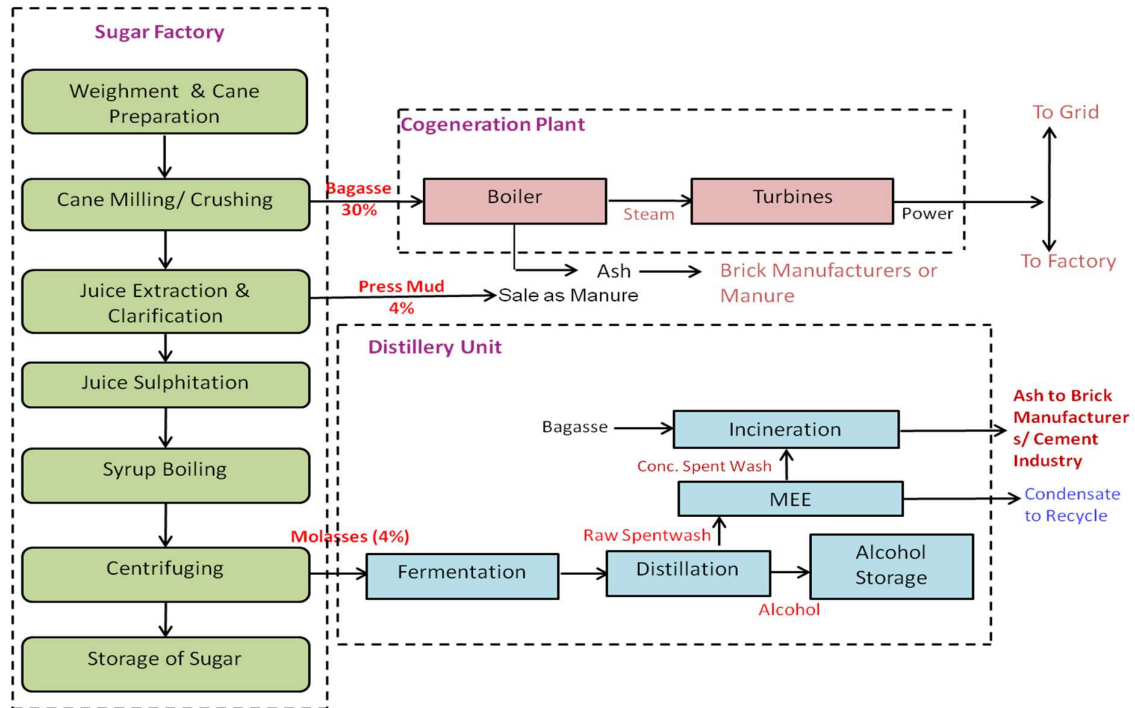 Sugar Factory
Weighment & Cane
Preparation
Cane Milling/ Crushing
Juice Extraction &
Clarification
Juice Sulphitation
Syrup Boiling
Centrifuging
Storage of Sugar
Bagasse
30%
Press Mud
4%
Molasses (4%)
Cogeneration Plant
Boiler
Steam
Turbines
Power
To Grid
To Factory
Ash
Brick Manufacturers or
Manure
Sale as Manure
Distillery Unit
Bagasse
Incineration
Ash to Brick
Manufacturer
s/ Cement
Industry
Conc. Spent Wash
MEE
Condensate
to Recycle
Raw Spentwash
Fermentation
Distillation
Alcohol
Alcohol
Storage